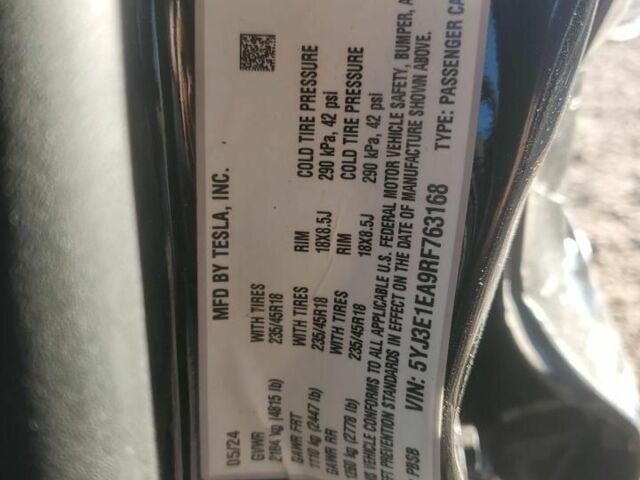 MFD BY TESLA, INC.
05/24
GVWR WITH TIRES RIM COLD TIRE PRESSURE
2184 kg (4815 lb) 235/45R18 18X8.5J 290 kPa, 42 psi
GAWR FRT WITH TIRES RIM COLD TIRE PRESSURE
1110 kg (2447 lb) 235/45R18 18X8.5J 290 kPa, 42 psi
GAWR RR
1260 kg (2778 lb) 235/45R18
VEHICLE CONFORMS TO ALL APPLICABLE U.S. FEDERAL MOTOR VEHICLE SAFETY, BUMPER,
PREVENTION STANDARDS IN EFFECT ON THE DATE OF MANUFACTURE SHOWN ABOVE.
PBSB VIN: 5YJ3E1EA9RF763168 TYPE: PASSENGER